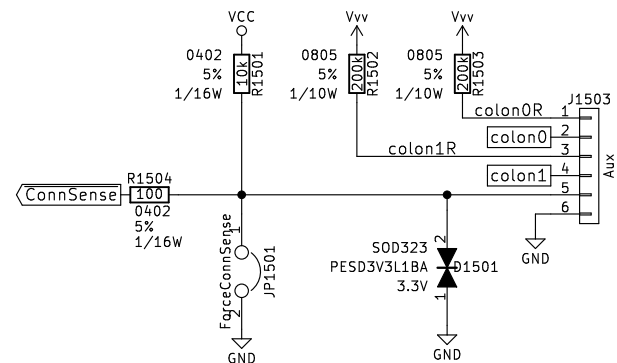 VCC
Vvv
Vvv
0402
5%
1/16W
10k
R1501
0805
5%
1/10W
200k
R1502
0805
5%
1/10W
200k
R1503
J1503
colon0R
1
colon0
2
colon1R
3
colon1
4
5
6
Aux
GND
ConnSense
R1504
100
0402
5%
1/16W
ForceConnSense
1
2
JP1501
GND
SOD323
PESD3V3L1BA
3.3V
2
1
D1501
GND